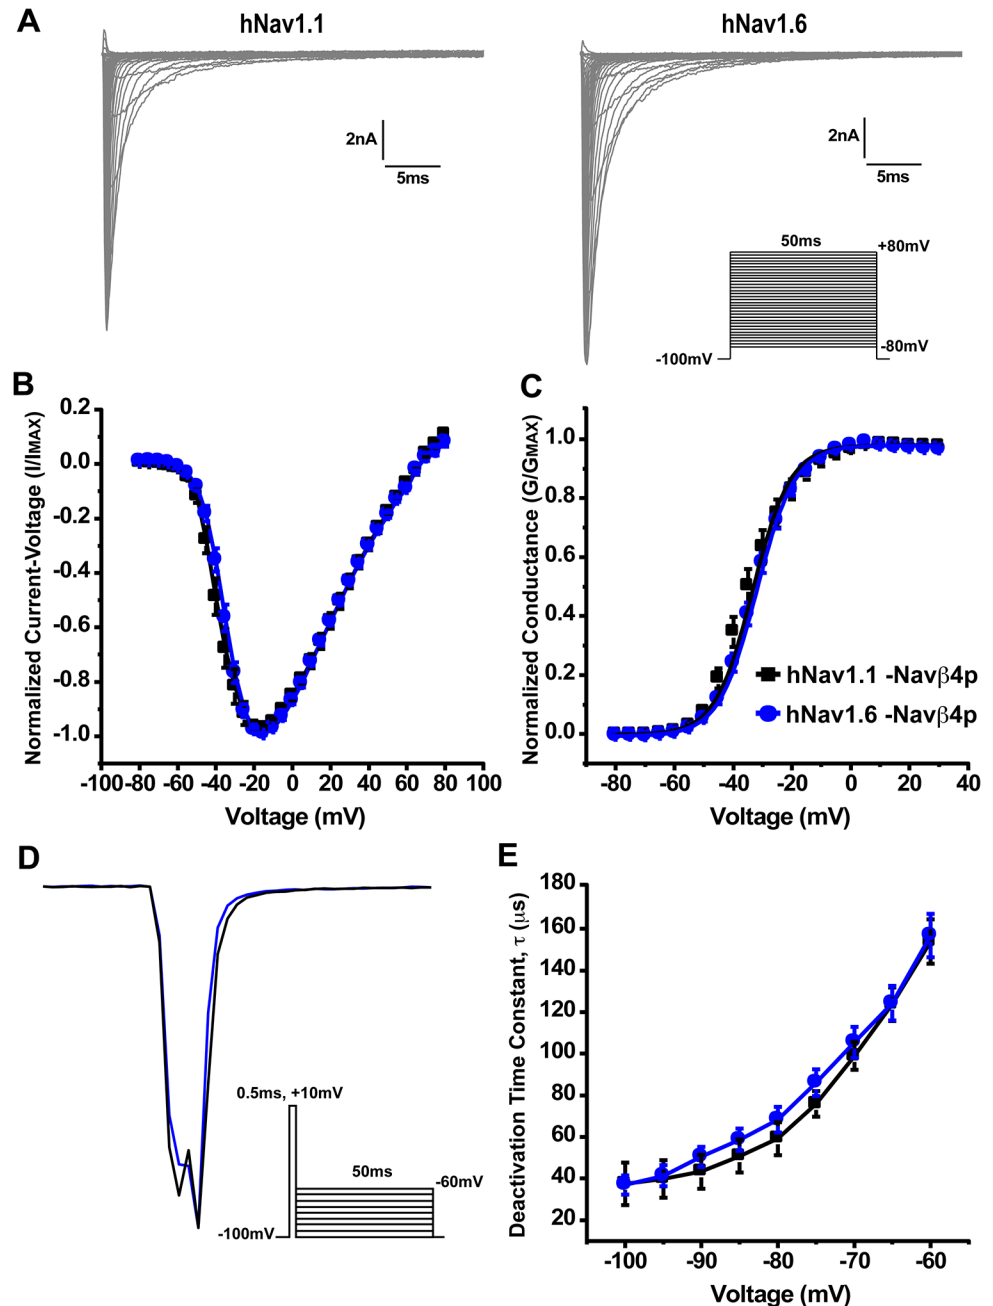 A
hNav1.1
hNav1.6
2nA
5ms
2nA
5ms
50ms
+80mV
-80mV
-100mV
B
C
Normalized Current-Voltage (I/IMAX)
0.2
0.0
-0.2
-0.4
-0.6
-0.8
-1.0
-100 -80 -60 -40 -20 0 20 40 60 80 100
Voltage (mV)
Normalized Conductance (G/GMAX)
1.0
0.8
0.6
0.4
0.2
0.0
hNav1.1 -Navβ4p
hNav1.6 -Navβ4p
-80 -60 -40 -20 0 20 40
Voltage (mV)
D
0.5ms, +10mV
50ms
-60mV
-100mV
E
Deactivation Time Constant, τ (μs)
180
160
140
120
100
80
60
40
20
-100 -90 -80 -70 -60
Voltage (mV)